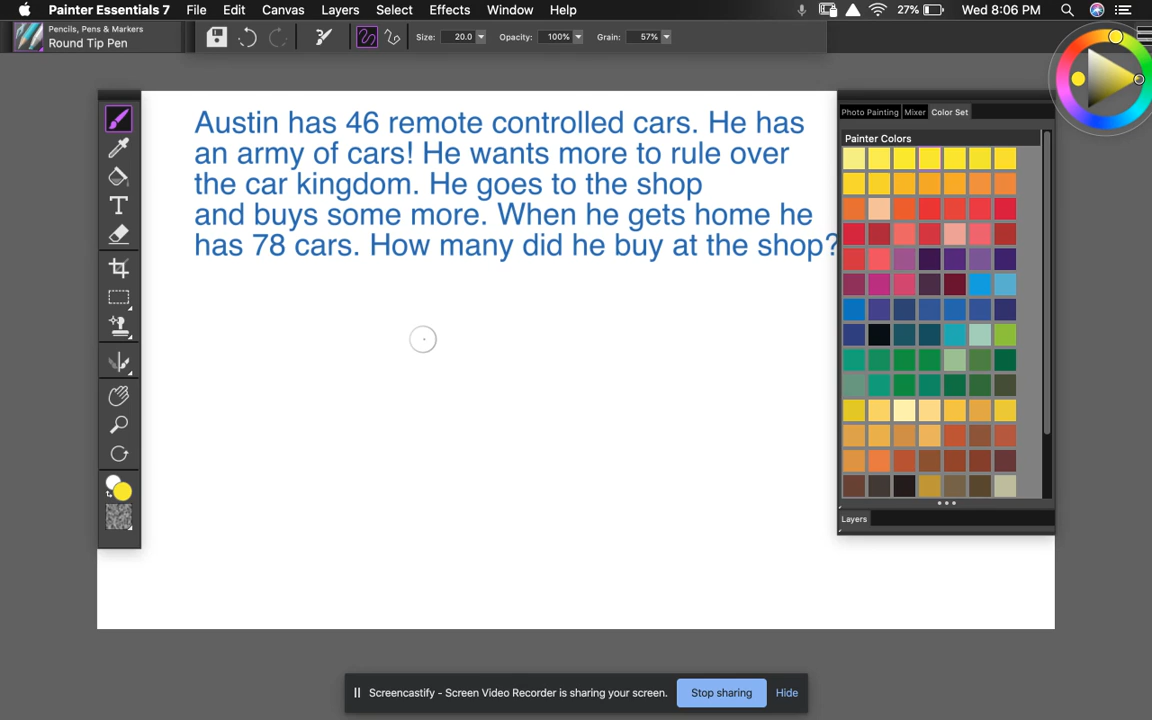 Painter Essentials 7 File Edit Canvas Layers Select Effects Window Help 27% Wed 8:06 PM
Pencils, Pens & Markers
Round Tip Pen
Size: 20.0 Opacity: 100% Grain: 57%
Austin has 46 remote controlled cars. He has
an army of cars! He wants more to rule over
the car kingdom. He goes to the shop
and buys some more. When he gets home he
has 78 cars. How many did he buy at the shop?
Photo Painting Mixer Color Set
Painter Colors
Layers
Screencastify - Screen Video Recorder is sharing your screen. Stop sharing Hide